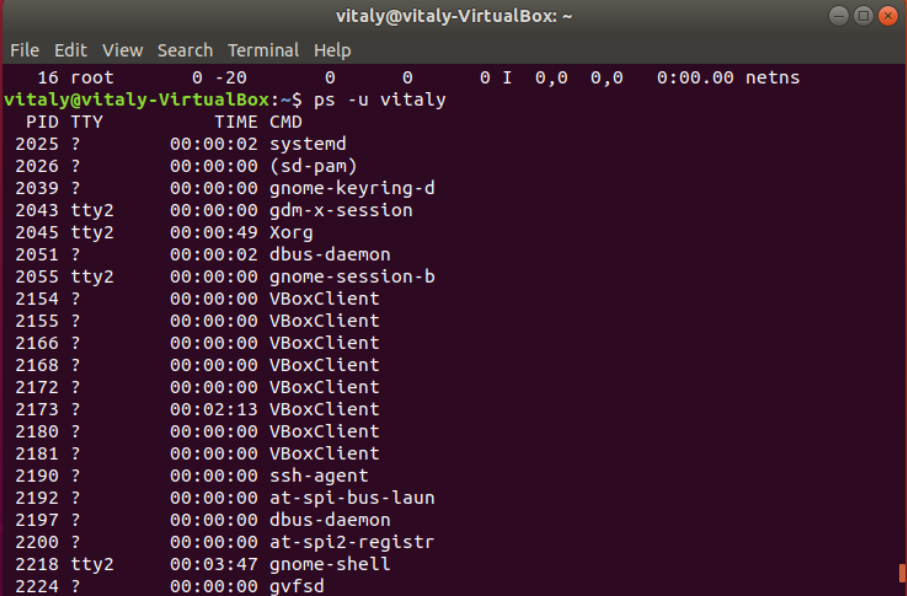 vitaly@vitaly-VirtualBox: ~
File Edit View Search Terminal Help
16 root 0 -20 0 0 0 I 0,0 0,0 0:00.00 netns
vitaly@vitaly-VirtualBox:~$ ps -u vitaly
PID TTY TIME CMD
2025 ? 00:00:02 systemd
2026 ? 00:00:00 (sd-pam)
2039 ? 00:00:00 gnome-keyring-d
2043 tty2 00:00:00 gdm-x-session
2045 tty2 00:00:49 Xorg
2051 ? 00:00:02 dbus-daemon
2055 tty2 00:00:00 gnome-session-b
2154 ? 00:00:00 VBoxClient
2155 ? 00:00:00 VBoxClient
2166 ? 00:00:00 VBoxClient
2168 ? 00:00:00 VBoxClient
2172 ? 00:00:00 VBoxClient
2173 ? 00:02:13 VBoxClient
2180 ? 00:00:00 VBoxClient
2181 ? 00:00:00 VBoxClient
2190 ? 00:00:00 ssh-agent
2192 ? 00:00:00 at-spi-bus-laun
2197 ? 00:00:00 dbus-daemon
2200 ? 00:00:00 at-spi2-registr
2218 tty2 00:03:47 gnome-shell
2224 ? 00:00:00 gvfsd